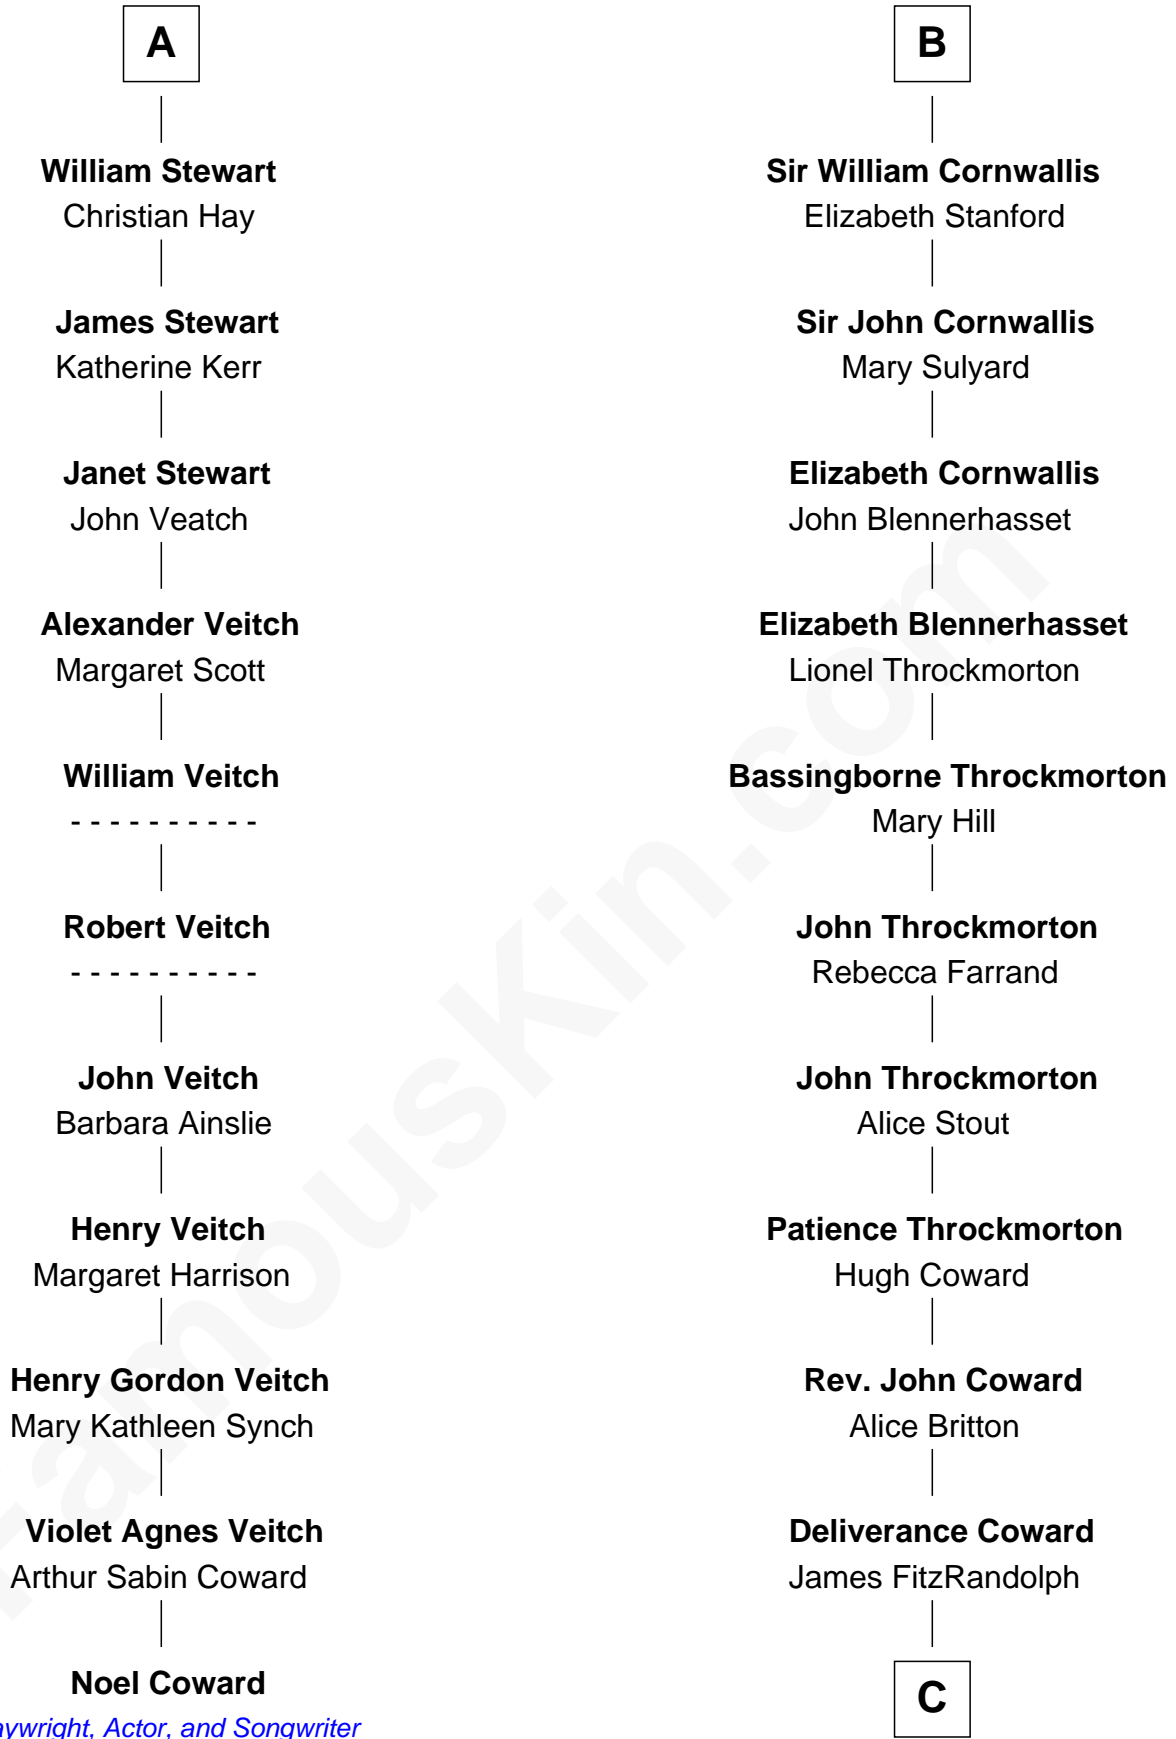 A
William Stewart
Christian Hay
James Stewart
Katherine Kerr
Janet Stewart
John Veatch
Alexander Veitch
Margaret Scott
William Veitch
- - - - - - - - - -
Robert Veitch
- - - - - - - - - -
John Veitch
Barbara Ainslie
Henry Veitch
Margaret Harrison
Henry Gordon Veitch
Mary Kathleen Synch
Violet Agnes Veitch
Arthur Sabin Coward
Noel Coward
aywright, Actor, and Songwriter
B
Sir William Cornwallis
Elizabeth Stanford
Sir John Cornwallis
Mary Sulyard
Elizabeth Cornwallis
John Blennerhasset
Elizabeth Blennerhasset
Lionel Throckmorton
Bassingborne Throckmorton
Mary Hill
John Throckmorton
Rebecca Farrand
John Throckmorton
Alice Stout
Patience Throckmorton
Hugh Coward
Rev. John Coward
Alice Britton
Deliverance Coward
James FitzRandolph
C
FamousKin.com